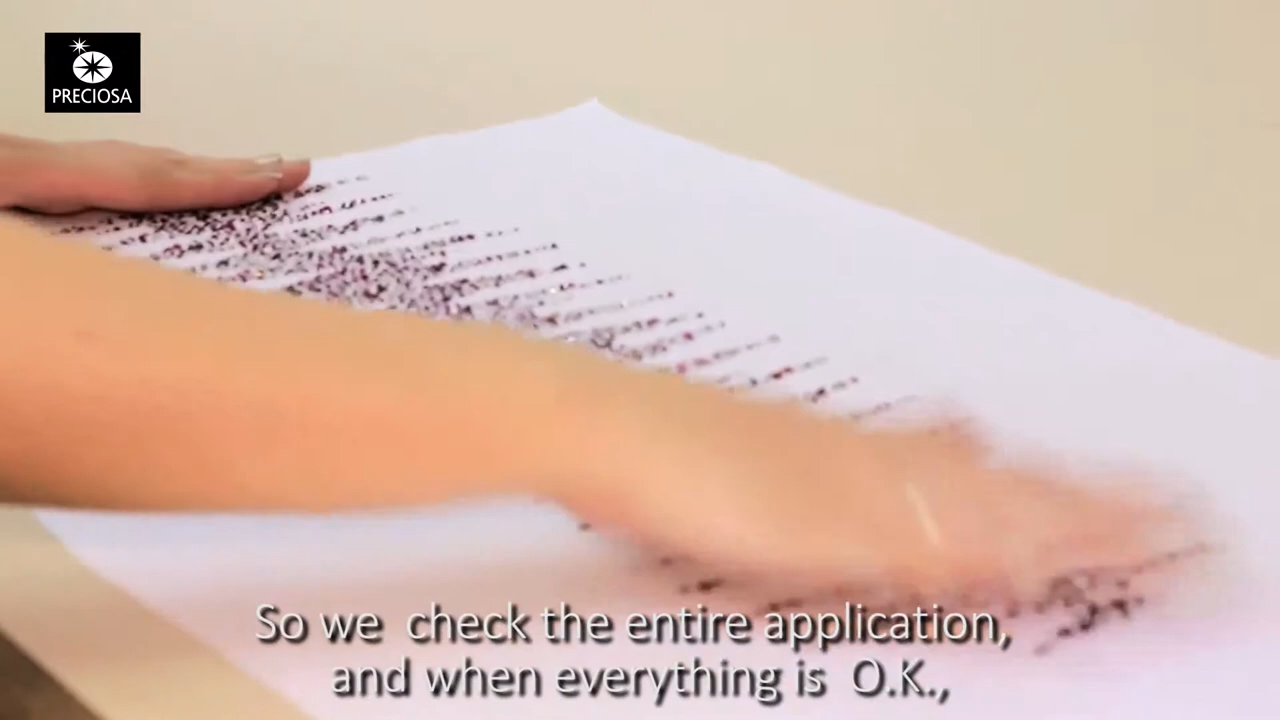 PRECIOSA
So we check the entire application,
and when everything is O.K.,